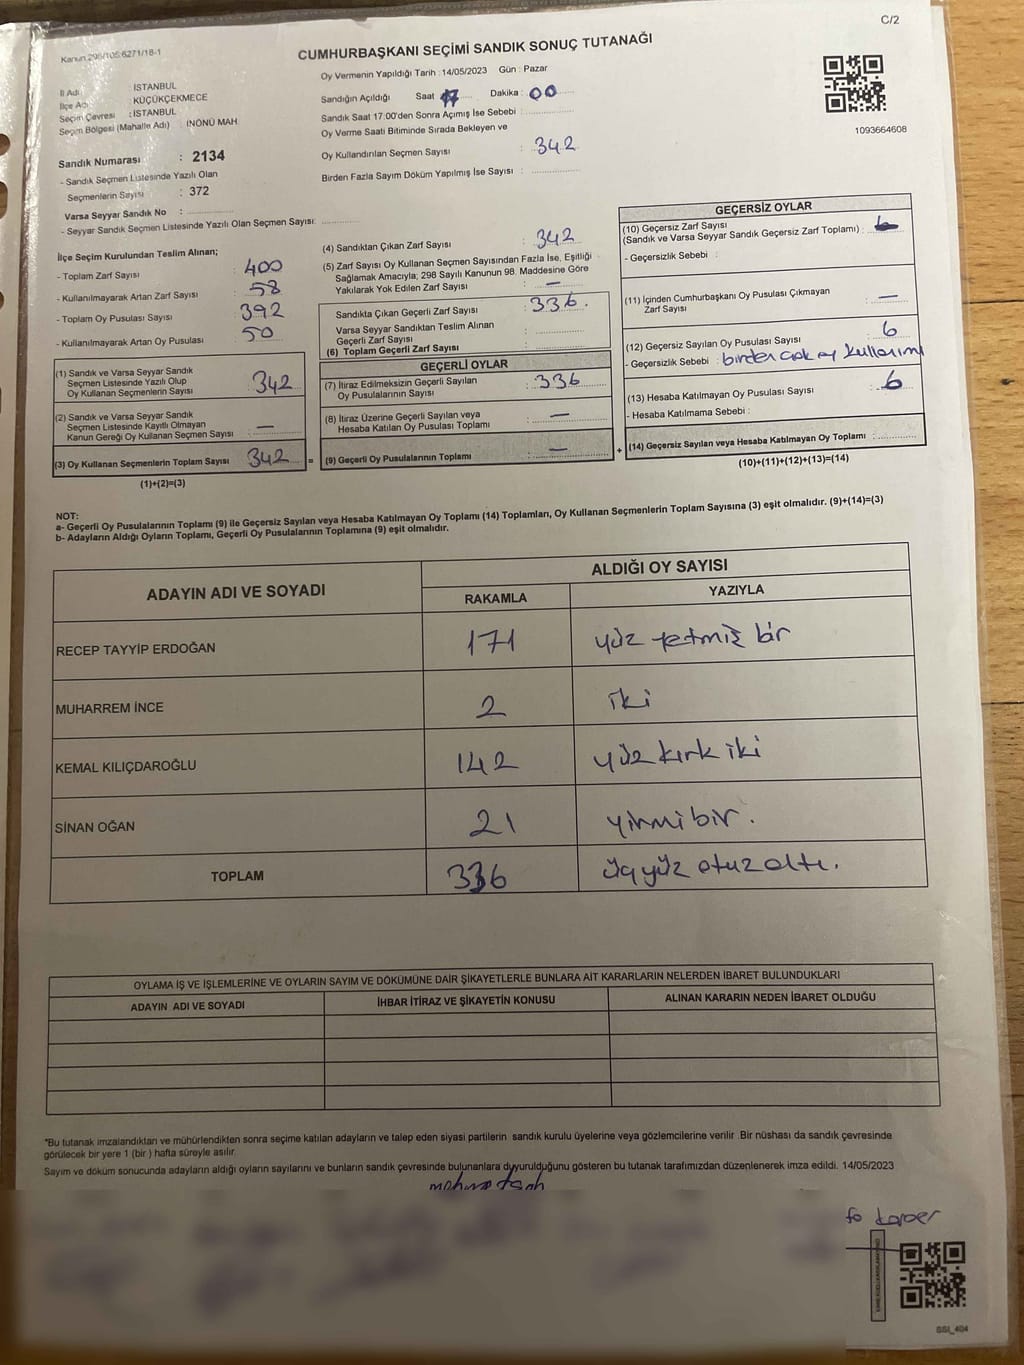 C/2
Kanun 298/105:6271/18-1
CUMHURBAŞKANI SEÇİMİ SANDIK SONUÇ TUTANAĞI
Oy Vermenin Yapıldığı Tarih : 14/05/2023 Gün : Pazar
İl Adı : İSTANBUL
İlçe Adı : KÜÇÜKÇEKMECE
Seçim Çevresi : İSTANBUL
Seçim Bölgesi (Mahalle Adı) : İNÖNÜ MAH
Sandık Numarası : 2134
- Sandık Seçmen Listesinde Yazılı Olan
Seçmenlerin Sayısı : 372
Varsa Seyyar Sandık No :
- Seyyar Sandık Seçmen Listesinde Yazılı Olan Seçmen Sayısı:
Sandığın Açıldığı Saat 17 Dakika : 00
Sandık Saat 17.00'den Sonra Açımış İse Sebebi :
Oy Verme Saati Bitiminde Sırada Bekleyen ve
Oy Kullandırılan Seçmen Sayısı : 342
Birden Fazla Sayım Döküm Yapılmış İse Sayısı :
1093664608
İlçe Seçim Kurulundan Teslim Alınan;
- Toplam Zarf Sayısı : 400
- Kullanılmayarak Artan Zarf Sayısı : 58
- Toplam Oy Pusulası Sayısı : 392
- Kullanılmayarak Artan Oy Pusulası : 50
(1) Sandık ve Varsa Seyyar Sandık
Seçmen Listesinde Yazılı Olup
Oy Kullanan Seçmenlerin Sayısı : 342
(2) Sandık ve Varsa Seyyar Sandık
Seçmen Listesinde Kayıtlı Olmayan
Kanun Gereği Oy Kullanan Seçmen Sayısı : —
(3) Oy Kullanan Seçmenlerin Toplam Sayısı 342
(1)+(2)=(3)
(4) Sandıktan Çıkan Zarf Sayısı : 342
(5) Zarf Sayısı Oy Kullanan Seçmen Sayısından Fazla İse, Eşitliği
Sağlamak Amacıyla; 298 Sayılı Kanunun 98. Maddesine Göre
Yakılarak Yok Edilen Zarf Sayısı : —
Sandıkta Çıkan Geçerli Zarf Sayısı : 336.
Varsa Seyyar Sandıktan Teslim Alınan
Geçerli Zarf Sayısı :
(6) Toplam Geçerli Zarf Sayısı :
GEÇERLİ OYLAR
(7) İtiraz Edilmeksizin Geçerli Sayılan
Oy Pusulalarının Sayısı : 336
(8) İtiraz Üzerine Geçerli Sayılan veya
Hesaba Katılan Oy Pusulası Toplamı : —
= (9) Geçerli Oy Pusulalarının Toplamı : —
GEÇERSİZ OYLAR
(10) Geçersiz Zarf Sayısı
(Sandık ve Varsa Seyyar Sandık Geçersiz Zarf Toplamı) :
- Geçersizlik Sebebi :
(11) İçinden Cumhurbaşkanı Oy Pusulası Çıkmayan
Zarf Sayısı : —
(12) Geçersiz Sayılan Oy Pusulası Sayısı : 6
- Geçersizlik Sebebi : birden çok oy kullanımı
(13) Hesaba Katılmayan Oy Pusulası Sayısı : 6
- Hesaba Katılmama Sebebi :
+ (14) Geçersiz Sayılan veya Hesaba Katılmayan Oy Toplamı :
(10)+(11)+(12)+(13)=(14)
NOT:
a- Geçerli Oy Pusulalarının Toplamı (9) ile Geçersiz Sayılan veya Hesaba Katılmayan Oy Toplamı (14) Toplamları, Oy Kullanan Seçmenlerin Toplam Sayısına (3) eşit olmalıdır. (9)+(14)=(3)
b- Adayların Aldığı Oyların Toplamı, Geçerli Oy Pusulalarının Toplamına (9) eşit olmalıdır.
ADAYIN ADI VE SOYADI
ALDIĞI OY SAYISI
RAKAMLA YAZIYLA
RECEP TAYYİP ERDOĞAN 171 yüz yetmiş bir
MUHARREM İNCE 2 iki
KEMAL KILIÇDAROĞLU 142 yüz kırk iki
SİNAN OĞAN 21 yirmi bir.
TOPLAM 336 üç yüz otuz altı.
OYLAMA İŞ VE İŞLEMLERİNE VE OYLARIN SAYIM VE DÖKÜMÜNE DAİR ŞİKAYETLERLE BUNLARA AİT KARARLARIN NELERDEN İBARET BULUNDUKLARI
ADAYIN ADI VE SOYADI İHBAR İTİRAZ VE ŞİKAYETİN KONUSU ALINAN KARARIN NEDEN İBARET OLDUĞU
*Bu tutanak imzalandıktan ve mühürlendikten sonra seçime katılan adayların ve talep eden siyasi partilerin sandık kurulu üyelerine veya gözlemcilerine verilir. Bir nüshası da sandık çevresinde
görülecek bir yere 1 (bir ) hafta süreyle asılır.
Sayım ve döküm sonucunda adayların aldığı oyların sayılarını ve bunların sandık çevresinde bulunanlara duyurulduğunu gösteren bu tutanak tarafımızdan düzenlenerek imza edildi. 14/05/2023
SSI_404